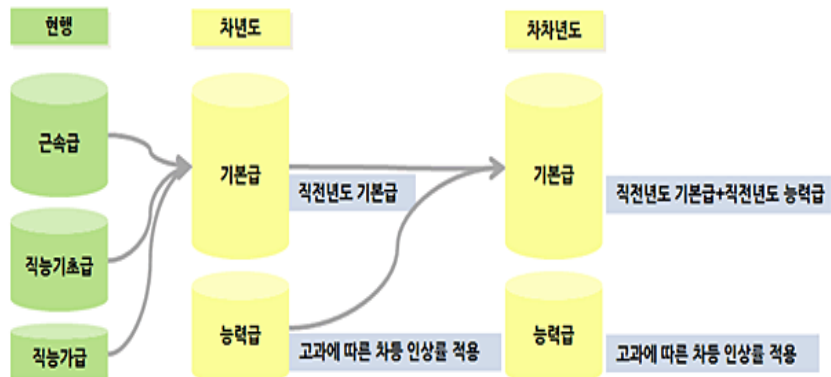 현행
차년도
차차년도
근속급
기본급
기본급
직전년도 기본급
직전년도 기본급+직전년도 능력급
직능기초급
직능가급
능력급
능력급
고과에 따른 차등 인상률 적용
고과에 따른 차등 인상률 적용